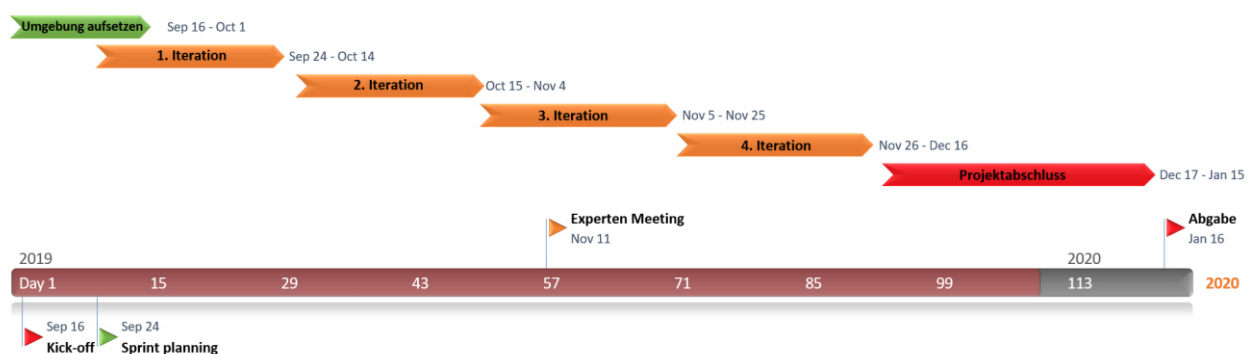 Umgebung aufsetzen Sep 16 - Oct 1
1. Iteration Sep 24 - Oct 14
2. Iteration Oct 15 - Nov 4
3. Iteration Nov 5 - Nov 25
4. Iteration Nov 26 - Dec 16
Projektabschluss Dec 17 - Jan 15
Experten Meeting
Nov 11
Abgabe
Jan 16
2019 2020
Day 1 15 29 43 57 71 85 99 113 2020
Sep 16
Kick-off
Sep 24
Sprint planning